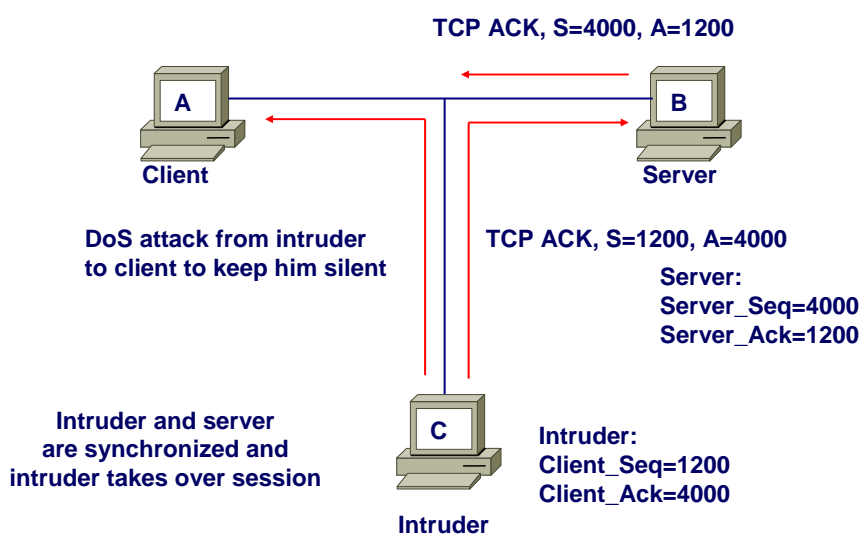 TCP ACK, S=4000, A=1200
A
B
Client
Server
DoS attack from intruder
to client to keep him silent
TCP ACK, S=1200, A=4000
Server:
Server_Seq=4000
Server_Ack=1200
Intruder and server
are synchronized and
intruder takes over session
C
Intruder:
Client_Seq=1200
Client_Ack=4000
Intruder